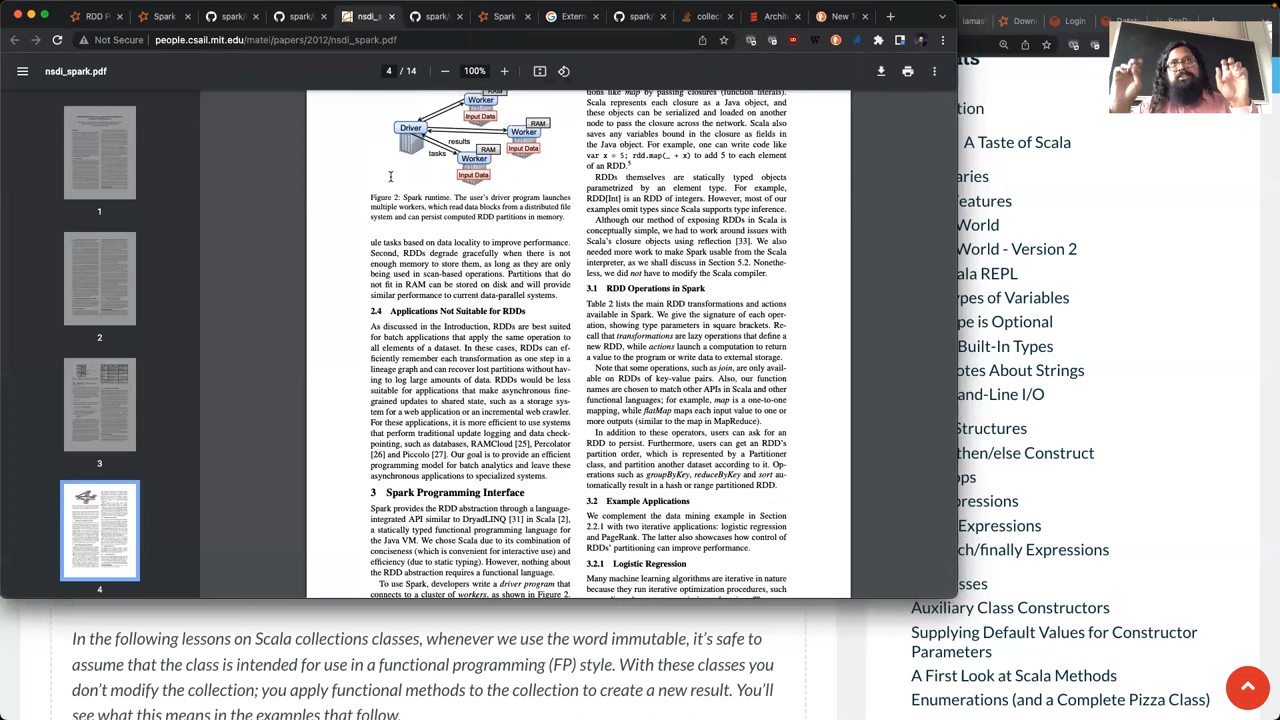 RDD P
Spark/
nsdi_
spark/
spark/
Extern
spark/
collec
Archit
New T
Not Secure
people.csail.mit.edu/matei/papers/2012/nsdi_spark.pdf
nsdi_spark.pdf
4 / 14
100%
1
2
3
4
RAM
Worker
Input Data
Driver
RAM
Worker
Input Data
results
tasks
RAM
Worker
Input Data
Figure 2: Spark runtime. The user's driver program launches
multiple workers, which read data blocks from a distributed file
system and can persist computed RDD partitions in memory.
ule tasks based on data locality to improve performance.
Second, RDDs degrade gracefully when there is not
enough memory to store them, as long as they are only
being used in scan-based operations. Partitions that do
not fit in RAM can be stored on disk and will provide
similar performance to current data-parallel systems.
2.4 Applications Not Suitable for RDDs
As discussed in the Introduction, RDDs are best suited
for batch applications that apply the same operation to
all elements of a dataset. In these cases, RDDs can ef-
ficiently remember each transformation as one step in a
lineage graph and can recover lost partitions without hav-
ing to log large amounts of data. RDDs would be less
suitable for applications that make asynchronous fine-
grained updates to shared state, such as a storage sys-
tem for a web application or an incremental web crawler.
For these applications, it is more efficient to use systems
that perform traditional update logging and data check-
pointing, such as databases, RAMCloud [25], Percolator
[26] and Piccolo [27]. Our goal is to provide an efficient
programming model for batch analytics and leave these
asynchronous applications to specialized systems.
3 Spark Programming Interface
Spark provides the RDD abstraction through a language-
integrated API similar to DryadLINQ [31] in Scala [2],
a statically typed functional programming language for
the Java VM. We chose Scala due to its combination of
conciseness (which is convenient for interactive use) and
efficiency (due to static typing). However, nothing about
the RDD abstraction requires a functional language.
To use Spark, developers write a driver program that
connects to a cluster of workers, as shown in Figure 2.
tions like map by passing closures (function literals).
Scala represents each closure as a Java object, and
these objects can be serialized and loaded on another
node to pass the closure across the network. Scala also
saves any variables bound in the closure as fields in
the Java object. For example, one can write code like
var x = 5; rdd.map(_ + x) to add 5 to each element
of an RDD.5
RDDs themselves are statically typed objects
parametrized by an element type. For example,
RDD[Int] is an RDD of integers. However, most of our
examples omit types since Scala supports type inference.
Although our method of exposing RDDs in Scala is
conceptually simple, we had to work around issues with
Scala's closure objects using reflection [33]. We also
needed more work to make Spark usable from the Scala
interpreter, as we shall discuss in Section 5.2. Nonethe-
less, we did not have to modify the Scala compiler.
3.1 RDD Operations in Spark
Table 2 lists the main RDD transformations and actions
available in Spark. We give the signature of each oper-
ation, showing type parameters in square brackets. Re-
call that transformations are lazy operations that define a
new RDD, while actions launch a computation to return
a value to the program or write data to external storage.
Note that some operations, such as join, are only avail-
able on RDDs of key-value pairs. Also, our function
names are chosen to match other APIs in Scala and other
functional languages; for example, map is a one-to-one
mapping, while flatMap maps each input value to one or
more outputs (similar to the map in MapReduce).
In addition to these operators, users can ask for an
RDD to persist. Furthermore, users can get an RDD's
partition order, which is represented by a Partitioner
class, and partition another dataset according to it. Op-
erations such as groupByKey, reduceByKey and sort au-
tomatically result in a hash or range partitioned RDD.
3.2 Example Applications
We complement the data mining example in Section
2.2.1 with two iterative applications: logistic regression
and PageRank. The latter also showcases how control of
RDDs' partitioning can improve performance.
3.2.1 Logistic Regression
Many machine learning algorithms are iterative in nature
because they run iterative optimization procedures, such
Login
tion
A Taste of Scala
aries
eatures
World
World - Version 2
ala REPL
ypes of Variables
pe is Optional
Built-In Types
otes About Strings
and-Line I/O
Structures
then/else Construct
ops
pressions
Expressions
ch/finally Expressions
sses
Auxiliary Class Constructors
Supplying Default Values for Constructor
Parameters
A First Look at Scala Methods
Enumerations (and a Complete Pizza Class)
In the following lessons on Scala collections classes, whenever we use the word immutable, it's safe to
assume that the class is intended for use in a functional programming (FP) style. With these classes you
don't modify the collection; you apply functional methods to the collection to create a new result. You'll
see what this means in the examples that follow.